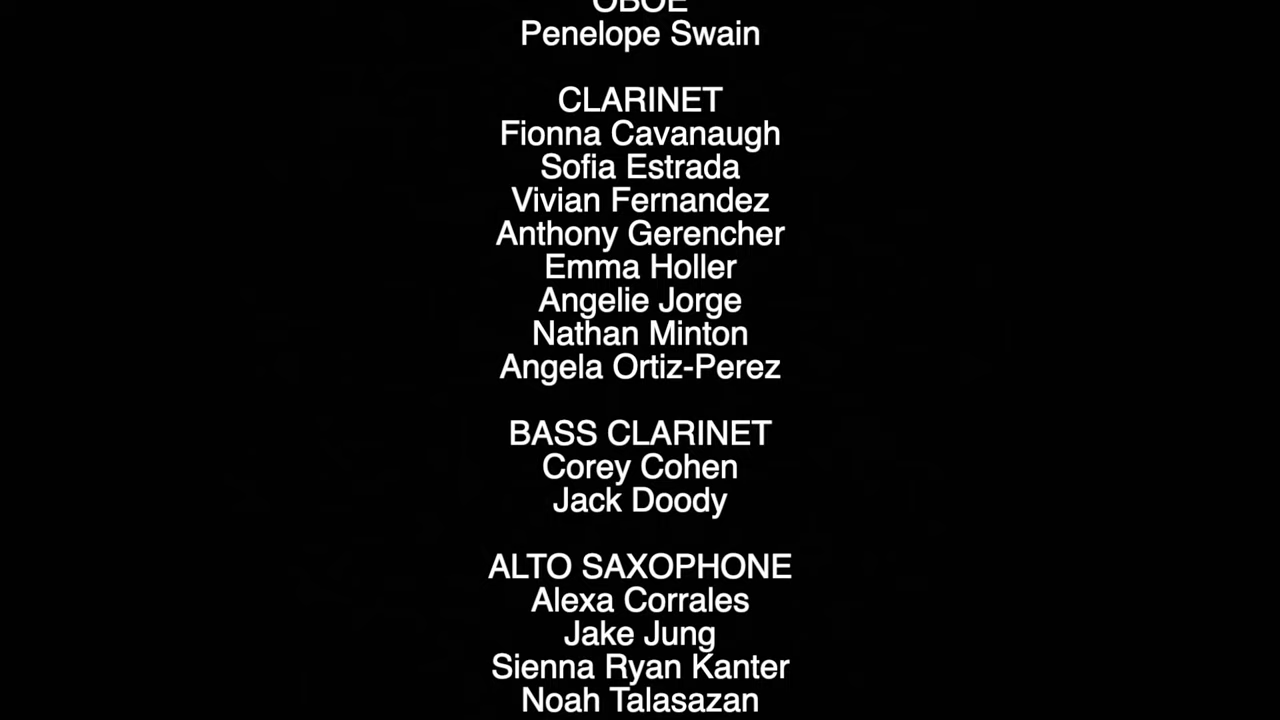 OBOE
Penelope Swain
CLARINET
Fionna Cavanaugh
Sofia Estrada
Vivian Fernandez
Anthony Gerencher
Emma Holler
Angelie Jorge
Nathan Minton
Angela Ortiz-Perez
BASS CLARINET
Corey Cohen
Jack Doody
ALTO SAXOPHONE
Alexa Corrales
Jake Jung
Sienna Ryan Kanter
Noah Talasazan